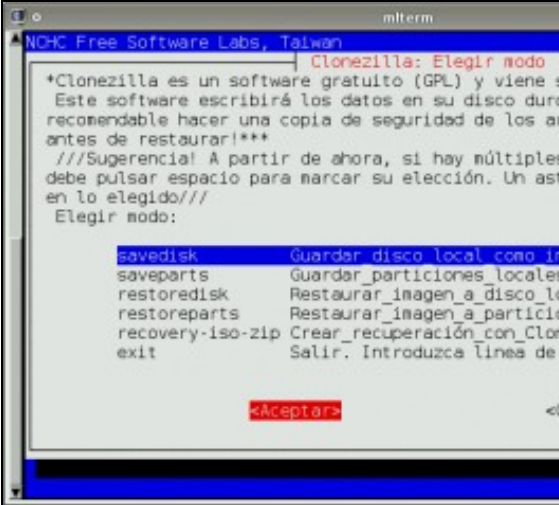 mlterm
NCHC Free Software Labs, Taiwan
Clonezilla: Elegir modo
*Clonezilla es un software gratuito (GPL) y viene
Este software escribirá los datos en su disco duro
recomendable hacer una copia de seguridad de los
antes de restaurar!***
///Sugerencia! A partir de ahora, si hay múltiples
debe pulsar espacio para marcar su elección. Un
en lo elegido///
Elegir modo:
savedisk Guardar_disco_local_como
saveparts Guardar_particiones_locales
restoredisk Restaurar_imagen_a_disco
restoreparts Restaurar_imagen_a
recovery-iso-zip Crear_recuperación_con
exit Salir. Introduzca linea de
<Aceptar>